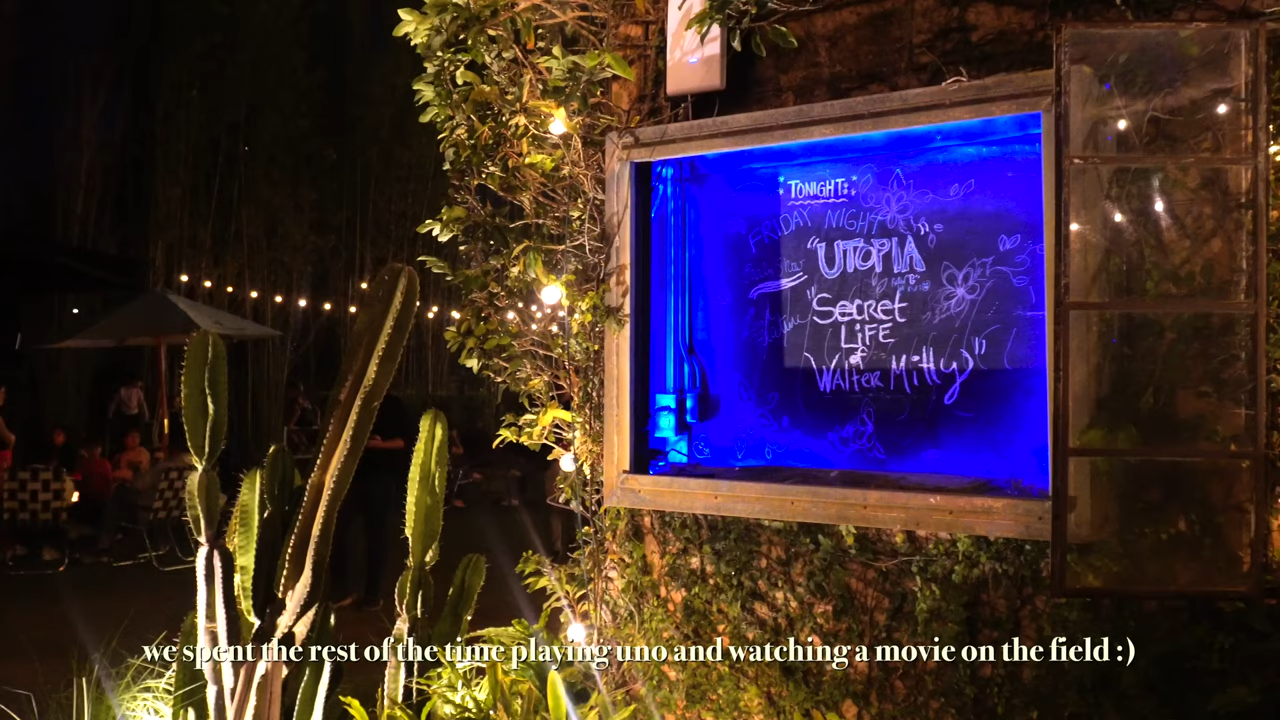 TONIGHT:
FRIDAY NIGHT
"UTOPIA"
"Secret
LiFE
of
Walter Mitty"
we spent the rest of the time playing uno and watching a movie on the field :)